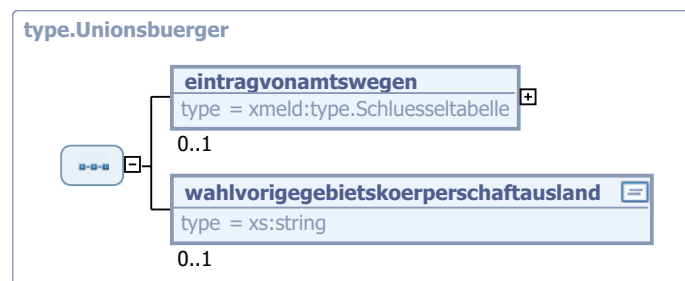 type.Unionsbuerger
eintragvonamtswegen
type = xmeld:type.Schluesseltabelle
0..1
wahlvorigegebietskoerperschaftausland
type = xs:string
0..1